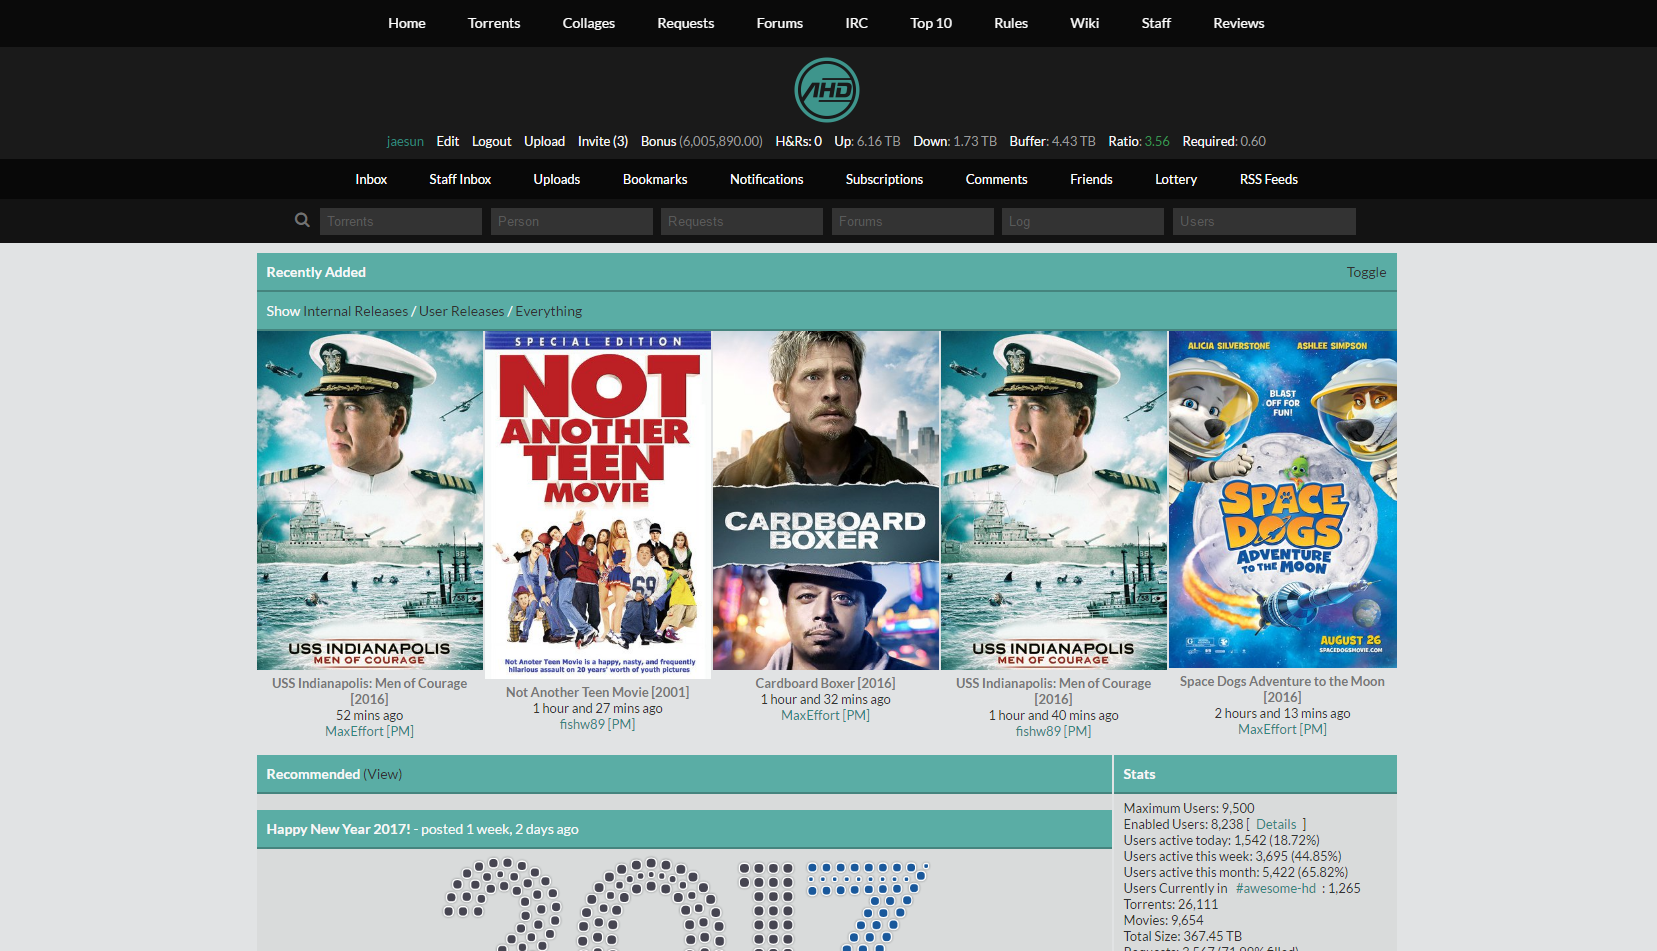 Home Torrents Collages Requests Forums IRC Top 10 Rules Wiki Staff Reviews
AHD
jaesun Edit Logout Upload Invite (3) Bonus (6,005,890.00) H&Rs: 0 Up: 6.16 TB Down: 1.73 TB Buffer: 4.43 TB Ratio: 3.56 Required: 0.60
Inbox Staff Inbox Uploads Bookmarks Notifications Subscriptions Comments Friends Lottery RSS Feeds
Torrents Person Requests Forums Log Users
Recently Added Toggle
Show Internal Releases / User Releases / Everything
USS INDIANAPOLIS
MEN OF COURAGE
USS Indianapolis: Men of Courage
[2016]
52 mins ago
MaxEffort [PM]
SPECIAL EDITION
NOT
ANOTHER
TEEN
MOVIE
69
Not Anoter Teen Movie is a happy, nasty, and frequently
hilarious assault on 20 years' worth of youth pictures
Not Another Teen Movie [2001]
1 hour and 27 mins ago
fishw89 [PM]
CARDBOARD
BOXER
Cardboard Boxer [2016]
1 hour and 32 mins ago
MaxEffort [PM]
USS INDIANAPOLIS
MEN OF COURAGE
USS Indianapolis: Men of Courage
[2016]
1 hour and 40 mins ago
fishw89 [PM]
ALICIA SILVERSTONE ASHLEE SIMPSON
BLAST
OFF FOR
FUN!
SPACE
DOGS
ADVENTURE
TO THE MOON
AUGUST 26
SPACEDOGSMOVIE.COM
Space Dogs Adventure to the Moon
[2016]
2 hours and 13 mins ago
MaxEffort [PM]
Recommended (View)
Happy New Year 2017! - posted 1 week, 2 days ago
2017
Stats
Maximum Users: 9,500
Enabled Users: 8,238 [ Details ]
Users active today: 1,542 (18.72%)
Users active this week: 3,695 (44.85%)
Users active this month: 5,422 (65.82%)
Users Currently in #awesome-hd : 1,265
Torrents: 26,111
Movies: 9,654
Total Size: 367.45 TB